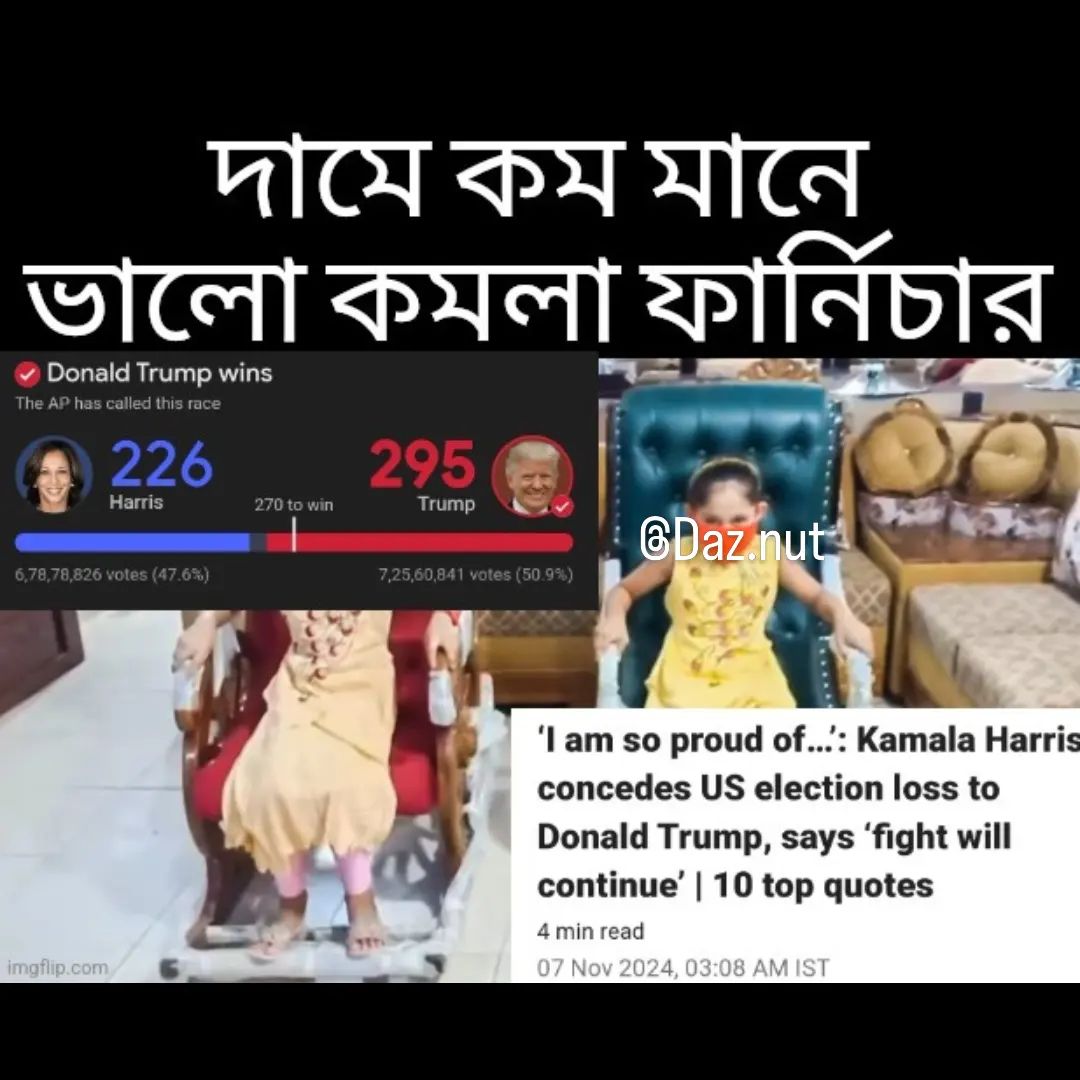 দামে কম মানে
ভালো কমলা ফার্নিচার
Donald Trump wins
The AP has called this race
226
295
Harris
270 to win
Trump
6,78,78,826 votes (47.6%)
7,25,60,841 votes (50.9%)
@Daz.nut
‘I am so proud of...’: Kamala Harris
concedes US election loss to
Donald Trump, says ‘fight will
continue’ | 10 top quotes
4 min read
07 Nov 2024, 03:08 AM IST
imgflip.com